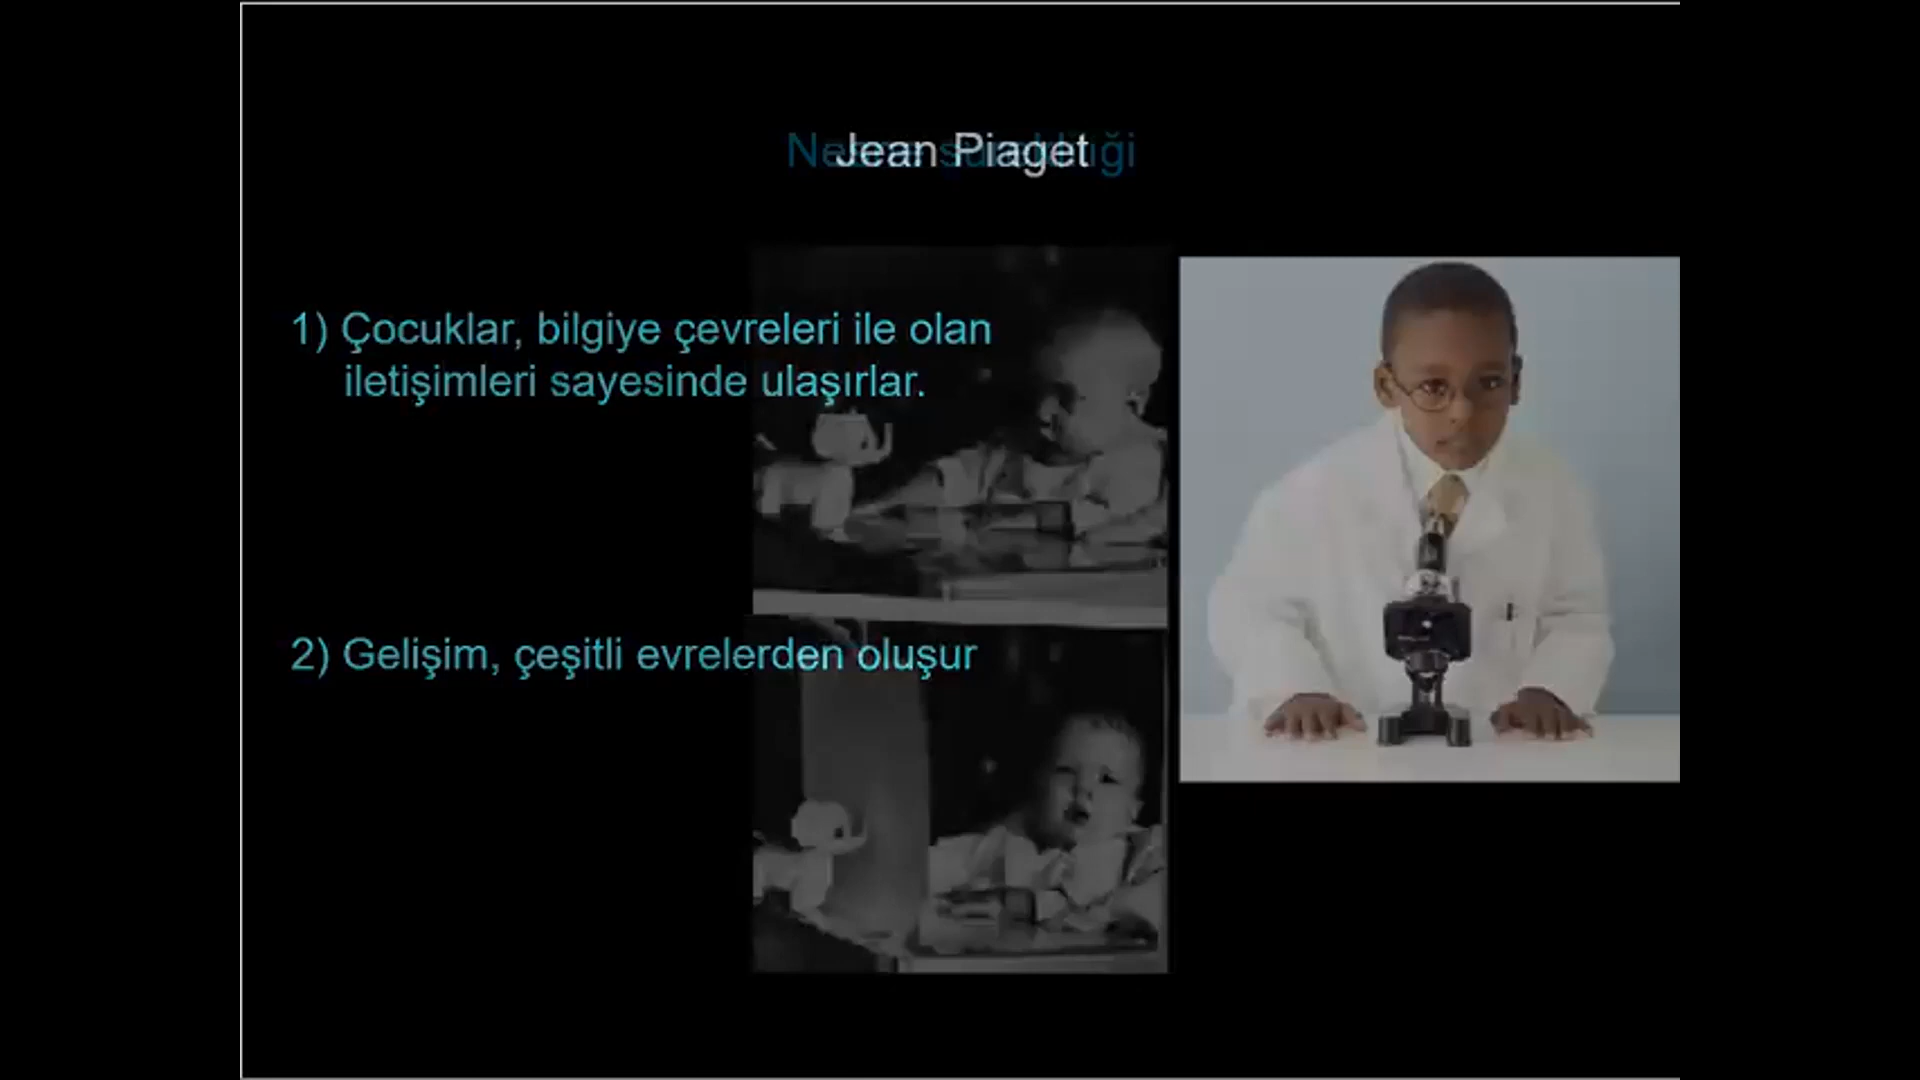 Jean Piaget
1) Çocuklar, bilgiye çevreleri ile olan
iletişimleri sayesinde ulaşırlar.
2) Gelişim, çeşitli evrelerden oluşur